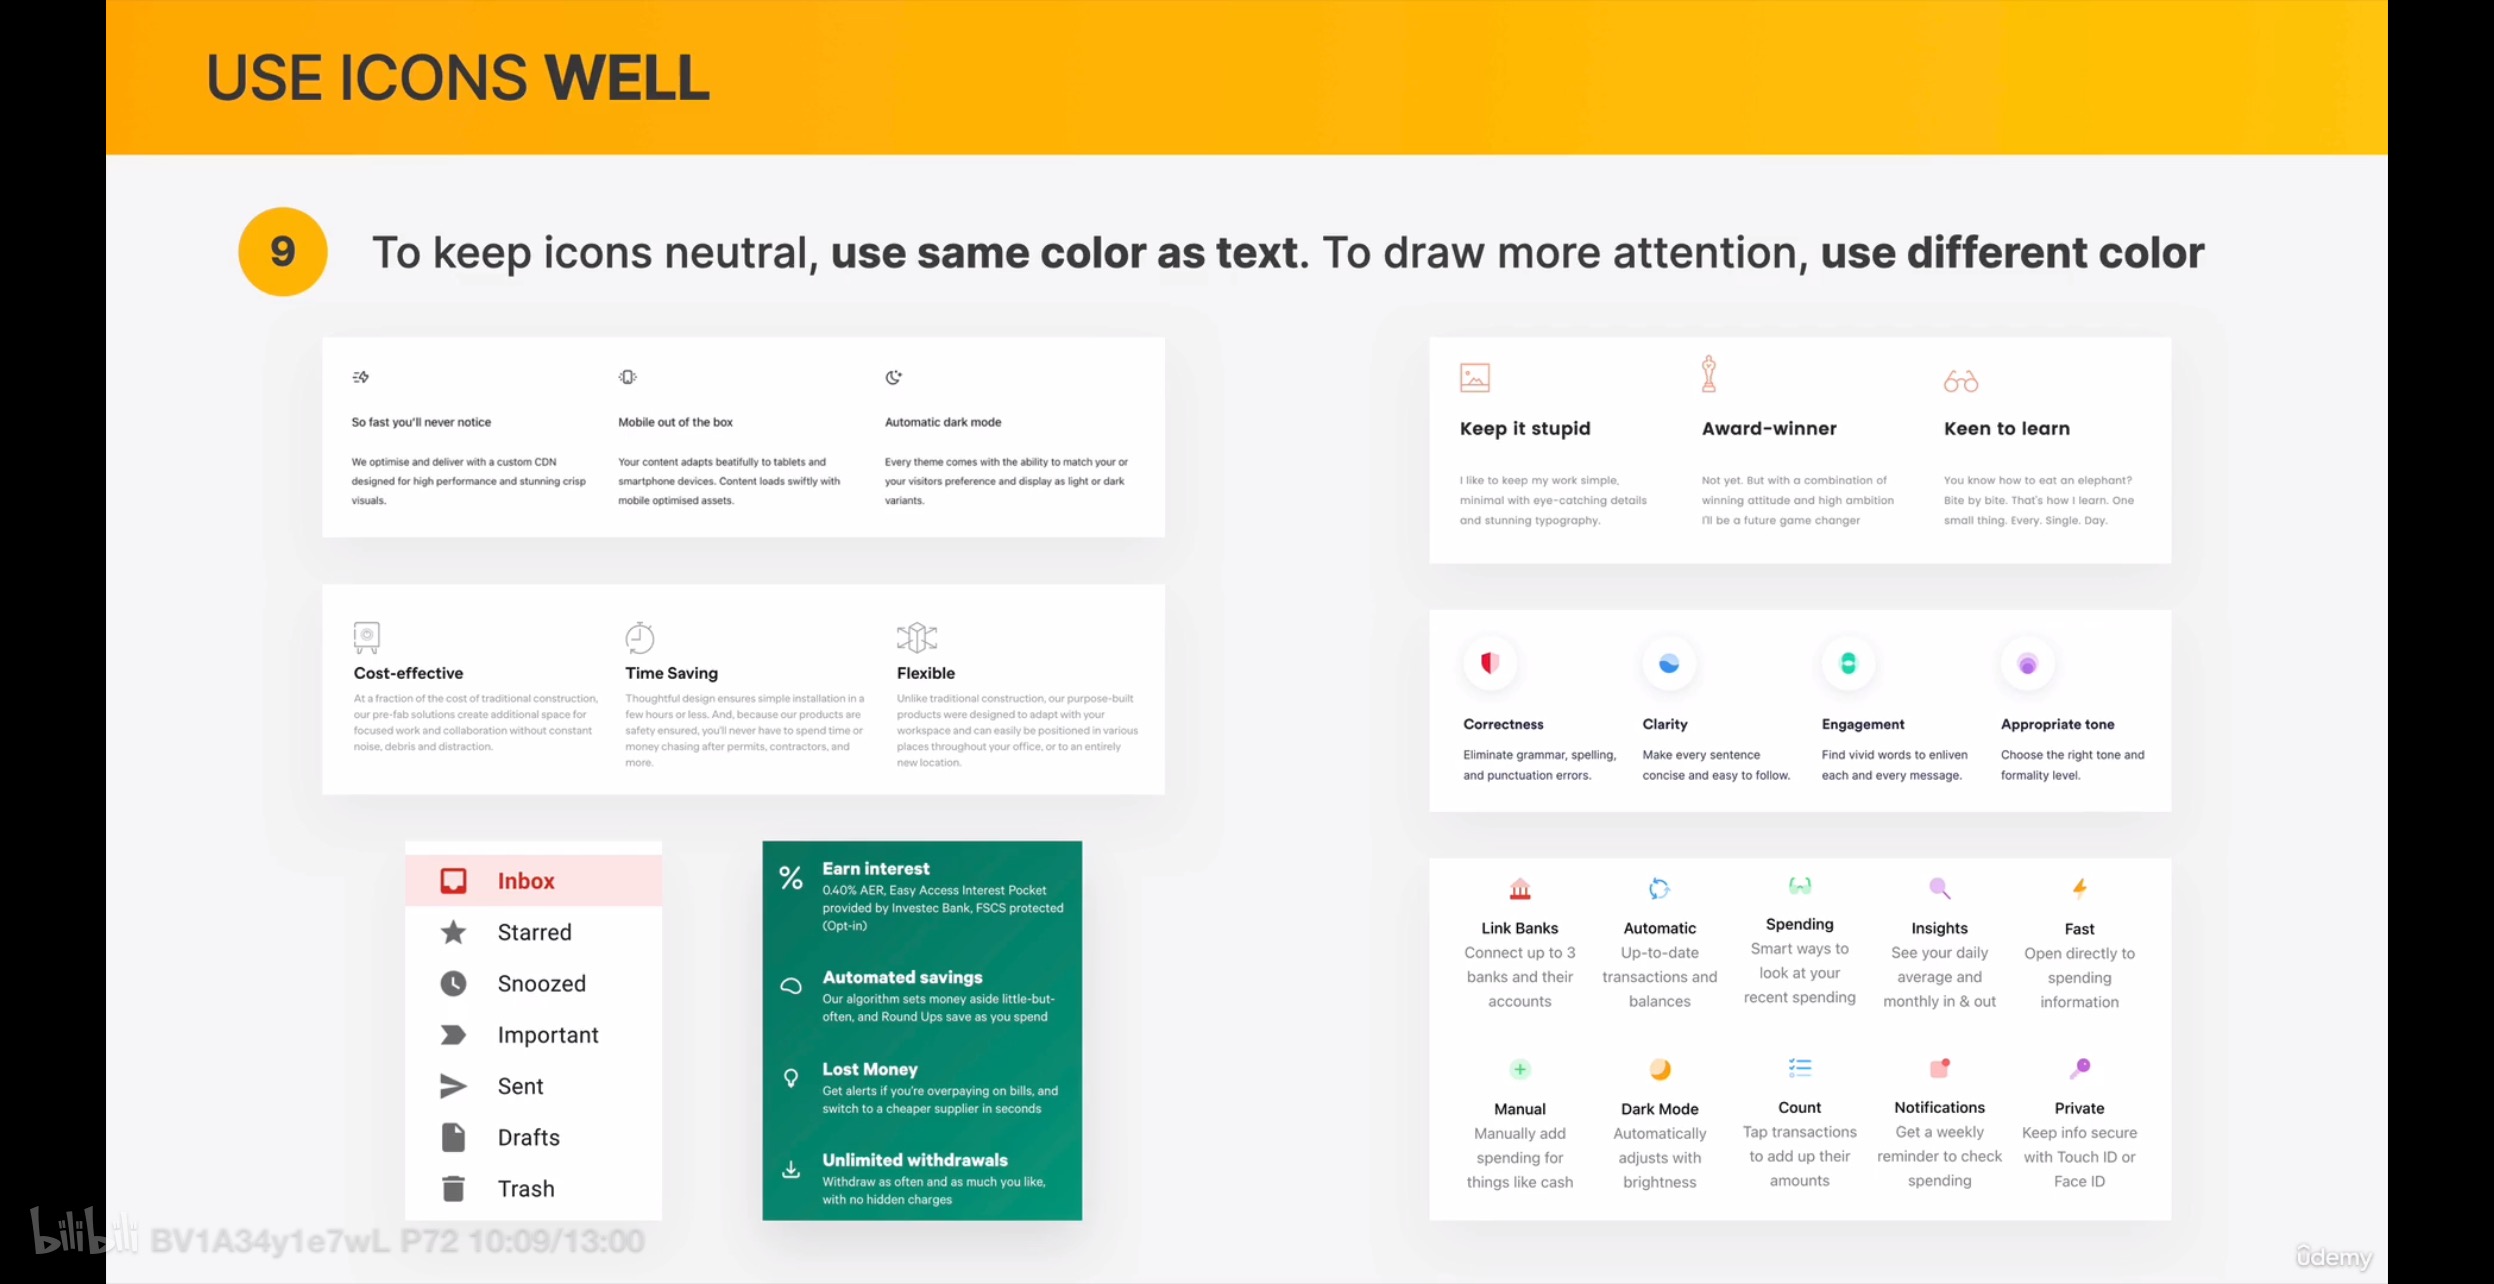 USE ICONS WELL
9
To keep icons neutral, use same color as text. To draw more attention, use different color
So fast you'll never notice
We optimise and deliver with a custom CDN
designed for high performance and stunning crisp
visuals.
Mobile out of the box
Your content adapts beatifully to tablets and
smartphone devices. Content loads swiftly with
mobile optimised assets.
Automatic dark mode
Every theme comes with the ability to match your or
your visitors preference and display as light or dark
variants.
Cost-effective
At a fraction of the cost of traditional construction,
our pre-fab solutions create additional space for
focused work and collaboration without constant
noise, debris and distraction.
Time Saving
Thoughtful design ensures simple installation in a
few hours or less. And, because our products are
safety ensured, you'll never have to spend time or
money chasing after permits, contractors, and
more.
Flexible
Unlike traditional construction, our purpose-built
products were designed to adapt with your
workspace and can easily be positioned in various
places throughout your office, or to an entirely
new location.
Inbox
Starred
Snoozed
Important
Sent
Drafts
Trash
Earn interest
0.40% AER, Easy Access Interest Pocket
provided by Investec Bank, FSCS protected
(Opt-in)
Automated savings
Our algorithm sets money aside little-but-
often, and Round Ups save as you spend
Lost Money
Get alerts if you're overpaying on bills, and
switch to a cheaper supplier in seconds
Unlimited withdrawals
Withdraw as often and as much you like,
with no hidden charges
Keep it stupid
I like to keep my work simple,
minimal with eye-catching details
and stunning typography.
Award-winner
Not yet. But with a combination of
winning attitude and high ambition
I'll be a future game changer
Keen to learn
You know how to eat an elephant?
Bite by bite. That's how I learn. One
small thing. Every. Single. Day.
Correctness
Eliminate grammar, spelling,
and punctuation errors.
Clarity
Make every sentence
concise and easy to follow.
Engagement
Find vivid words to enliven
each and every message.
Appropriate tone
Choose the right tone and
formality level.
Link Banks
Connect up to 3
banks and their
accounts
Automatic
Up-to-date
transactions and
balances
Spending
Smart ways to
look at your
recent spending
Insights
See your daily
average and
monthly in & out
Fast
Open directly to
spending
information
Manual
Manually add
spending for
things like cash
Dark Mode
Automatically
adjusts with
brightness
Count
Tap transactions
to add up their
amounts
Notifications
Get a weekly
reminder to check
spending
Private
Keep info secure
with Touch ID or
Face ID
bilibili BV1A34y1e7wL P72 10:09/13:00
ûdemy